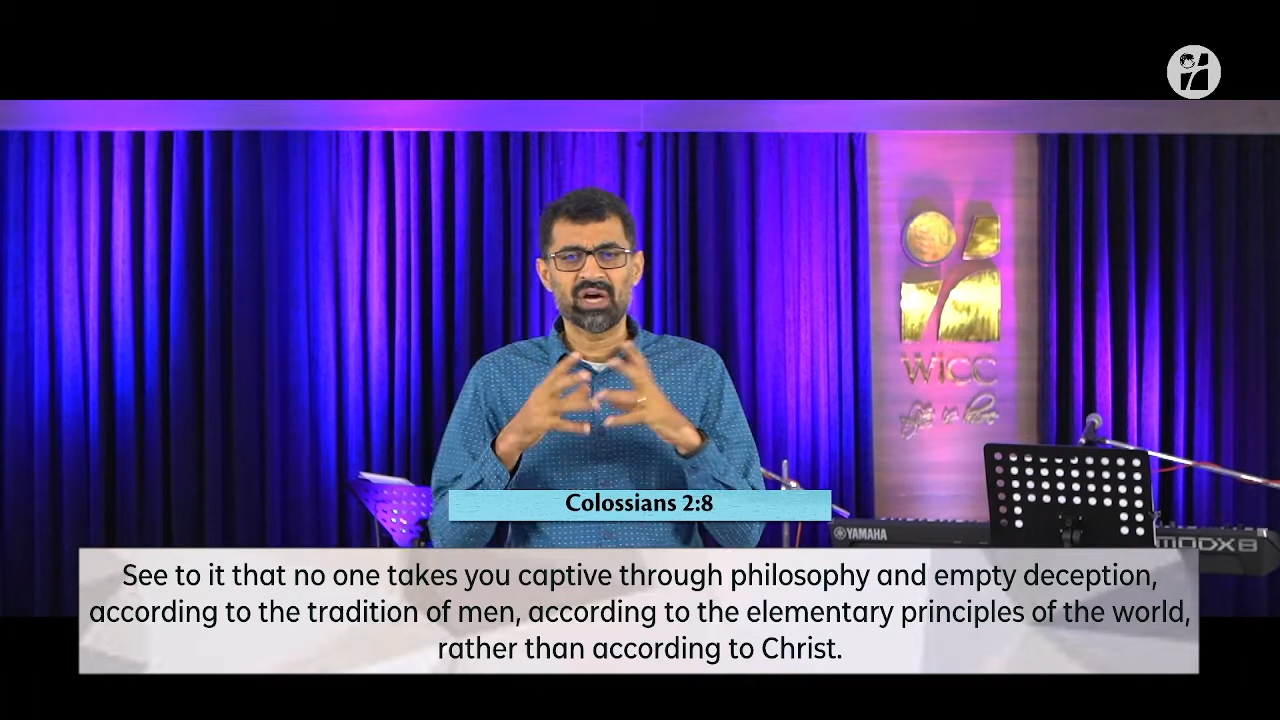 WICC
Colossians 2:8
YAMAHA
MODX8
See to it that no one takes you captive through philosophy and empty deception,
according to the tradition of men, according to the elementary principles of the world,
rather than according to Christ.